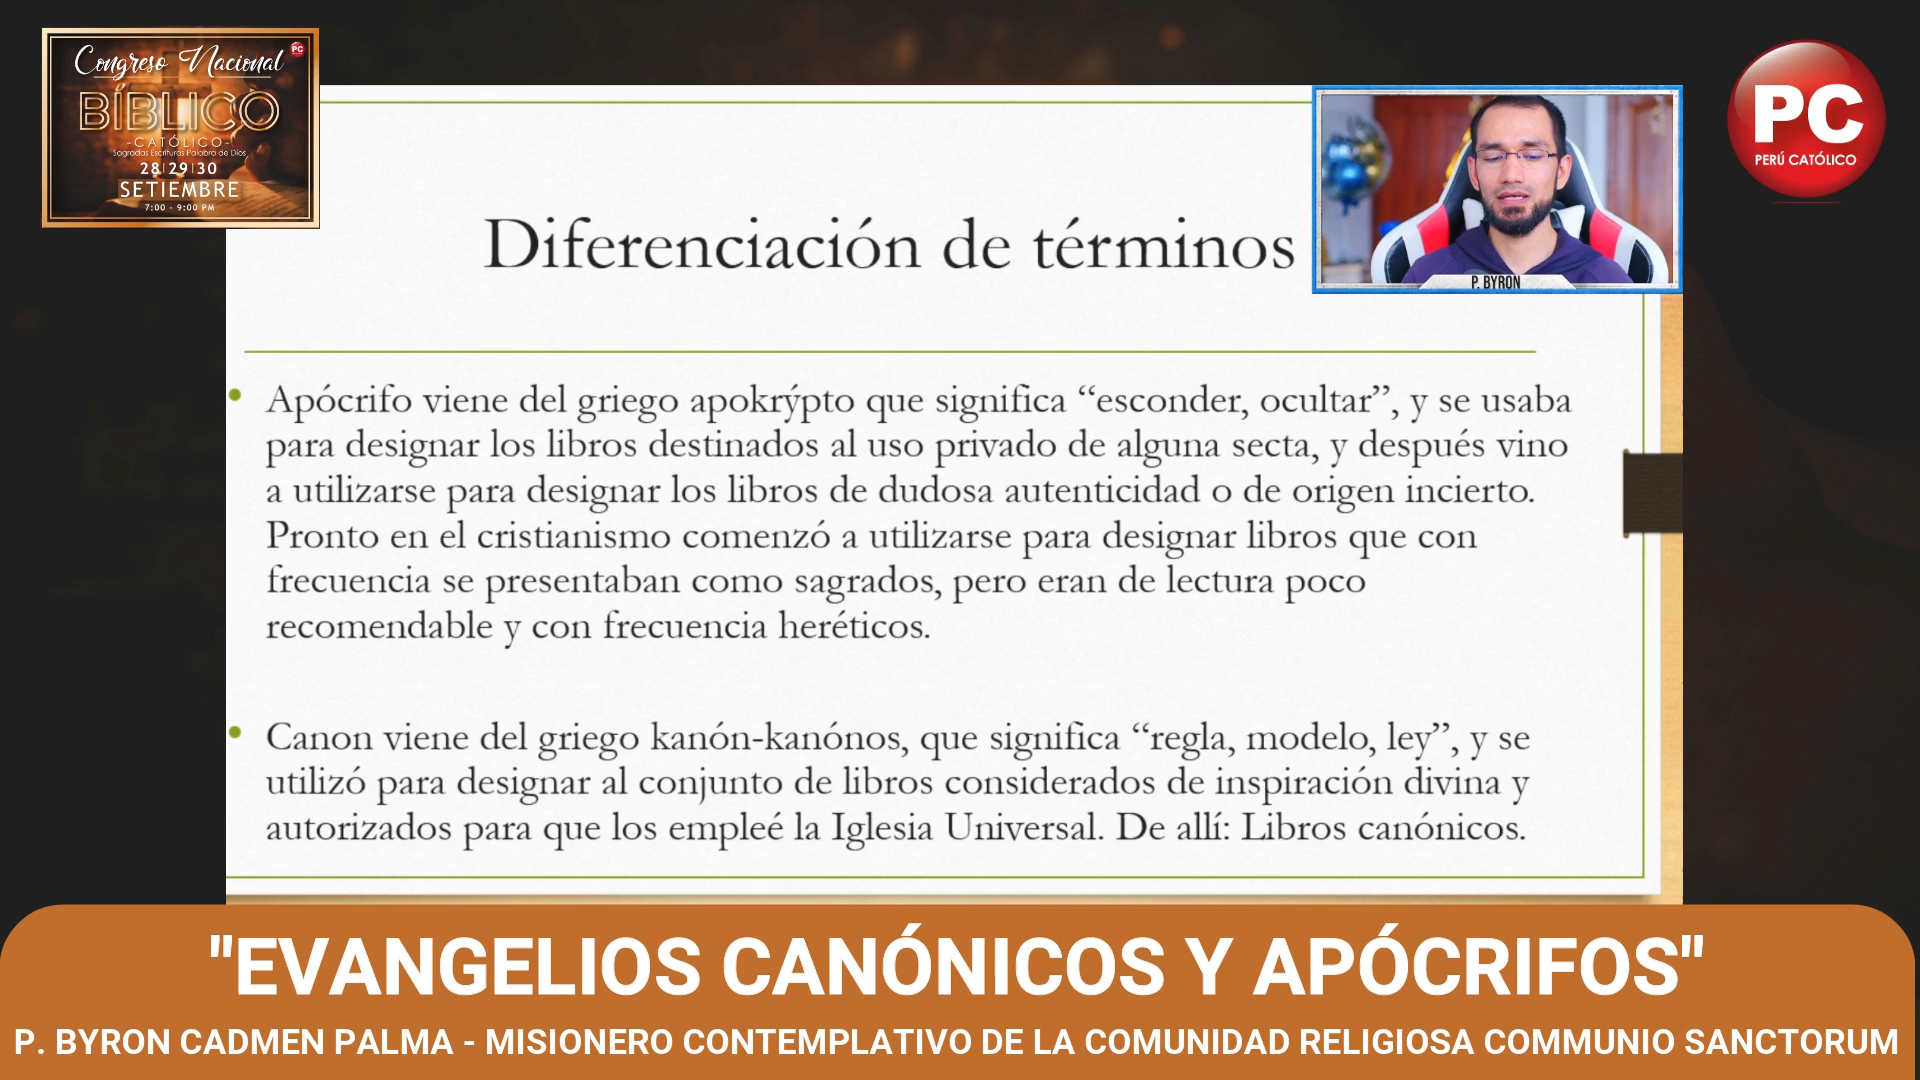 Congreso Nacional
PC
BÍBLICO
-CATÓLICO-
Sagradas Escrituras Palabra de Dios
28|29|30
SETIEMBRE
7:00 - 9:00 PM
PC
PERÚ CATÓLICO
P. BYRON
Diferenciación de términos
• Apócrifo viene del griego apokrýpto que significa “esconder, ocultar”, y se usaba
para designar los libros destinados al uso privado de alguna secta, y después vino
a utilizarse para designar los libros de dudosa autenticidad o de origen incierto.
Pronto en el cristianismo comenzó a utilizarse para designar libros que con
frecuencia se presentaban como sagrados, pero eran de lectura poco
recomendable y con frecuencia heréticos.
• Canon viene del griego kanón-kanónos, que significa “regla, modelo, ley”, y se
utilizó para designar al conjunto de libros considerados de inspiración divina y
autorizados para que los empleé la Iglesia Universal. De allí: Libros canónicos.
"EVANGELIOS CANÓNICOS Y APÓCRIFOS"
P. BYRON CADMEN PALMA - MISIONERO CONTEMPLATIVO DE LA COMUNIDAD RELIGIOSA COMMUNIO SANCTORUM